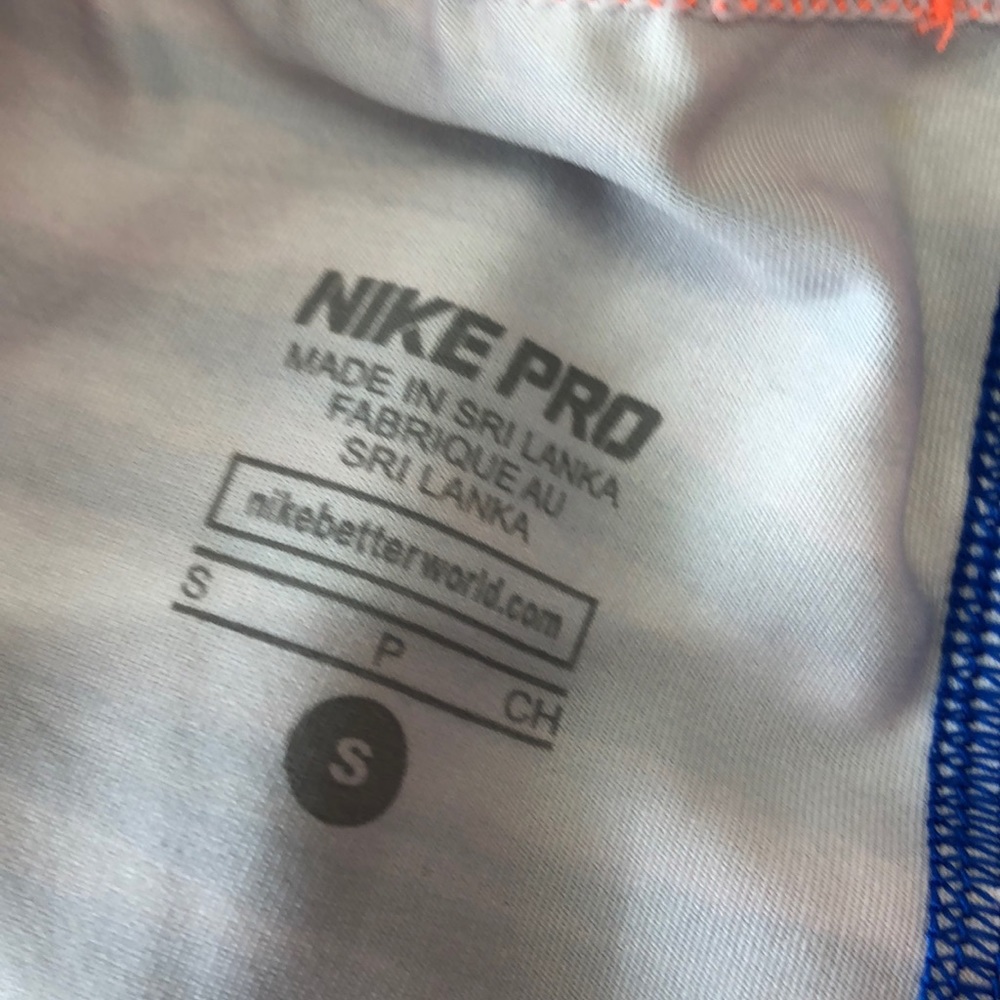 NIKE PRO
MADE IN SRI LANKA
FABRIQUE AU
SRI LANKA
nikebetterworld.com
S P CH
S